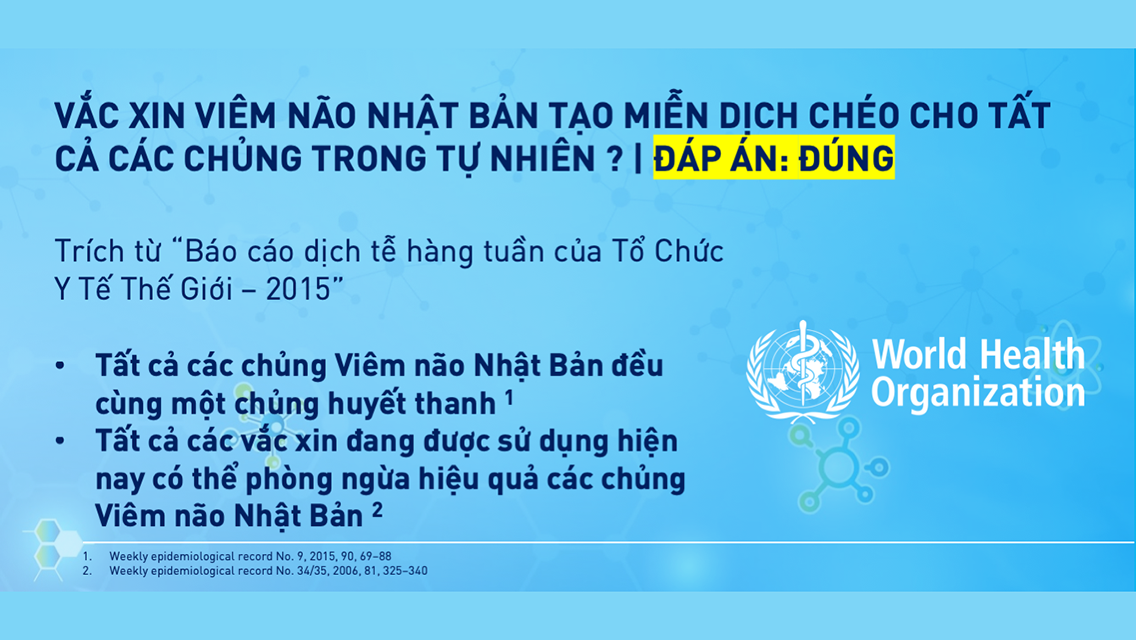 VẮC XIN VIÊM NÃO NHẬT BẢN TẠO MIỄN DỊCH CHÉO CHO TẤT
CẢ CÁC CHỦNG TRONG TỰ NHIÊN ? | ĐÁP ÁN: ĐÚNG
Trích từ “Báo cáo dịch tễ hàng tuần của Tổ Chức
Y Tế Thế Giới – 2015”
• Tất cả các chủng Viêm não Nhật Bản đều
cùng một chủng huyết thanh ¹
• Tất cả các vắc xin đang được sử dụng hiện
nay có thể phòng ngừa hiệu quả các chủng
Viêm não Nhật Bản ²
World Health
Organization
1. Weekly epidemiological record No. 9, 2015, 90, 69–88
2. Weekly epidemiological record No. 34/35, 2006, 81, 325–340